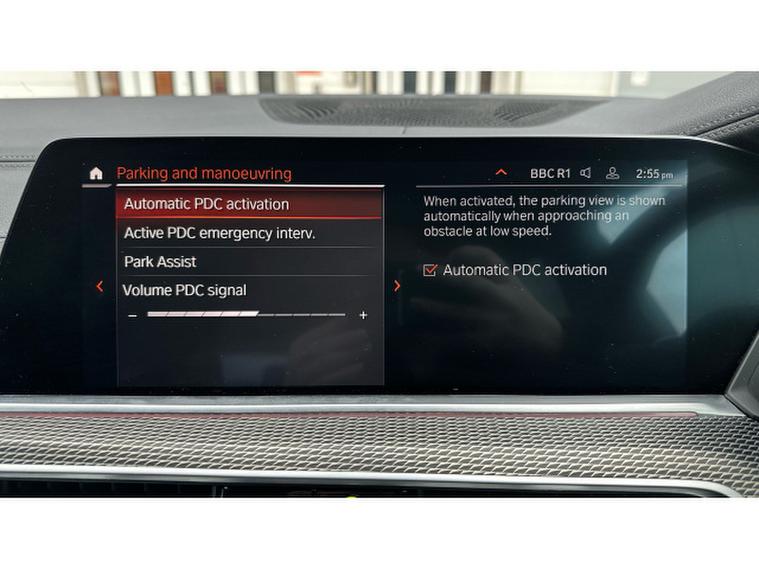 Parking and manoeuvring
BBC R1
2:55 pm
Automatic PDC activation
Active PDC emergency interv.
Park Assist
Volume PDC signal
− +
When activated, the parking view is shown
automatically when approaching an
obstacle at low speed.
Automatic PDC activation